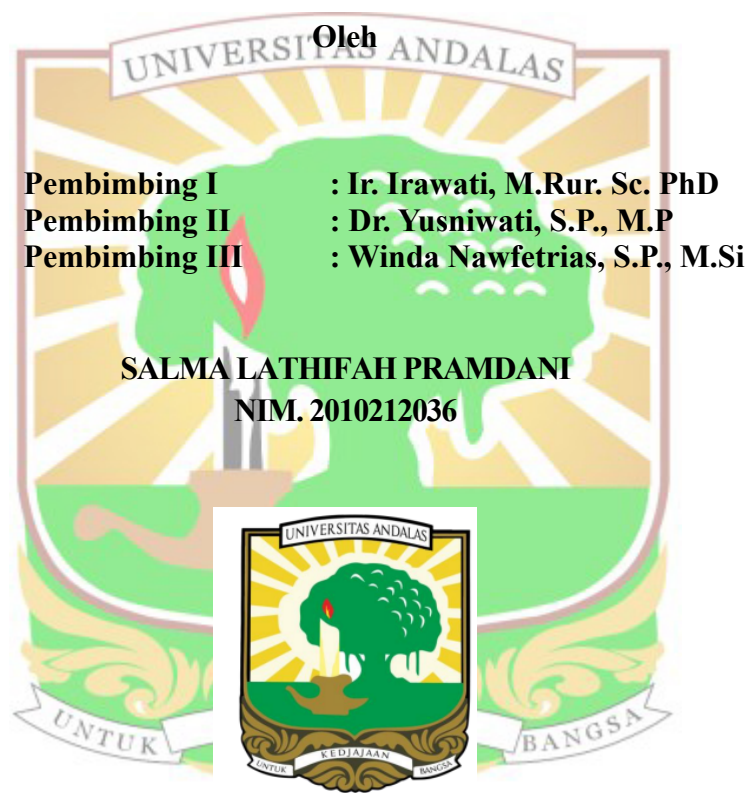 Oleh
UNIVERSITAS ANDALAS
Pembimbing I : Ir. Irawati, M.Rur. Sc. PhD
Pembimbing II : Dr. Yusniwati, S.P., M.P
Pembimbing III : Winda Nawfetrias, S.P., M.Si
SALMA LATHIFAH PRAMDANI
NIM. 2010212036
UNIVERSITAS ANDALAS
UNTUK KEDJAJAAN BANGSA
UNTUK BANGSA